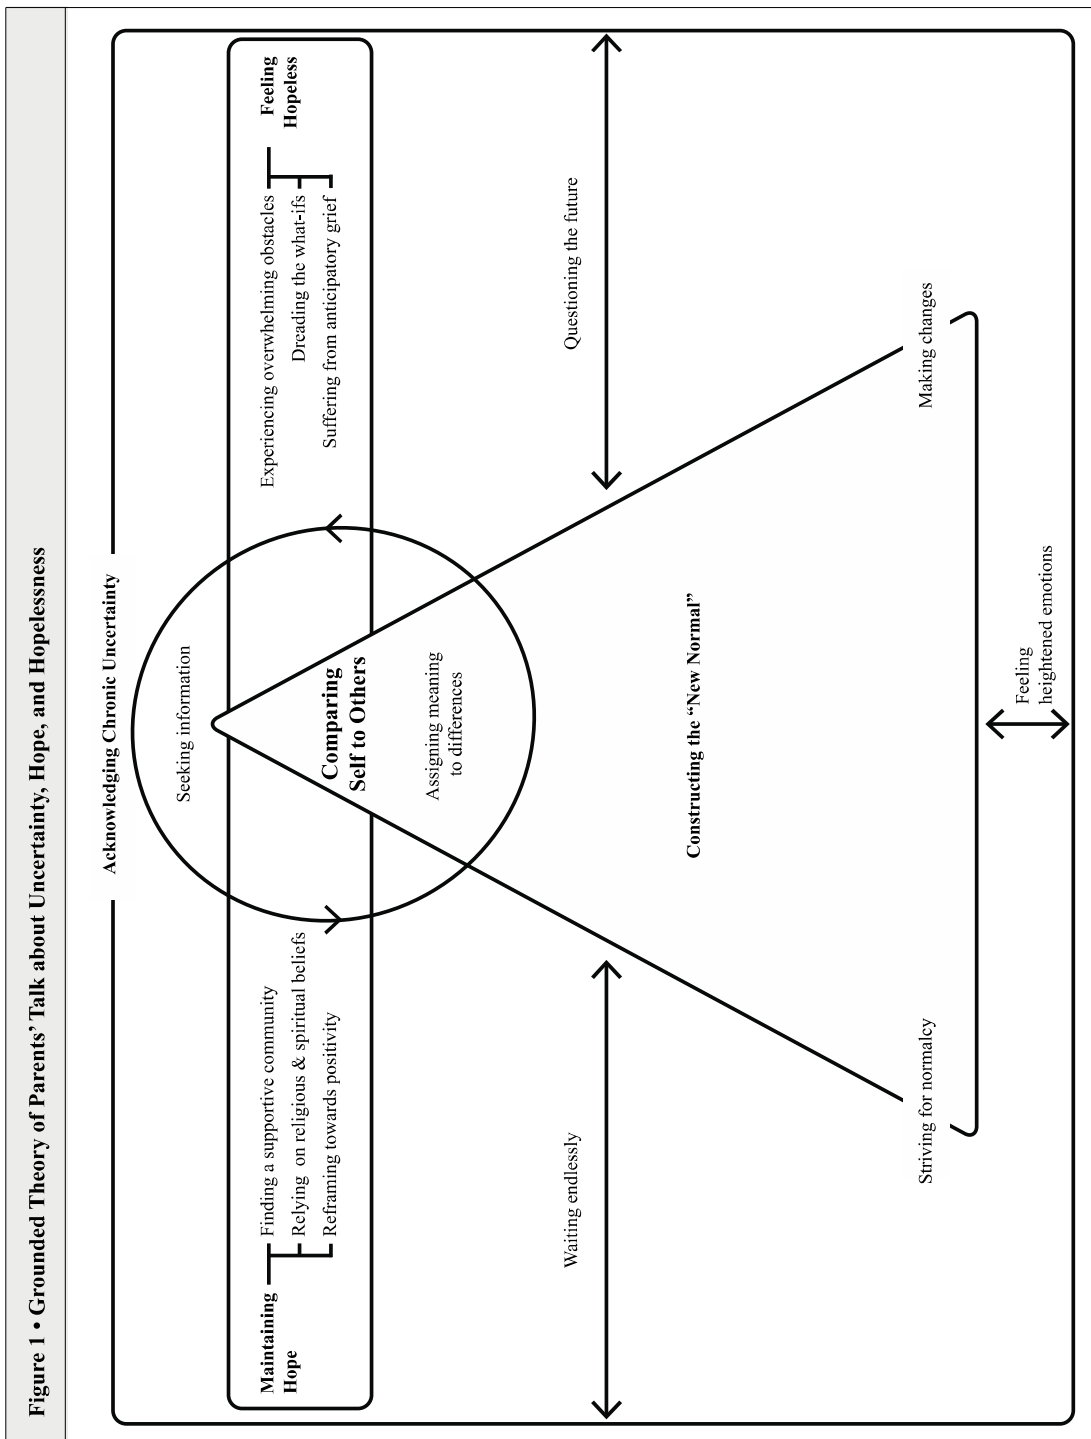 Figure 1 • Grounded Theory of Parents’ Talk about Uncertainty, Hope, and Hopelessness
Acknowledging Chronic Uncertainty
Seeking information
Maintaining
Hope
Finding a supportive community
Relying on religious & spiritual beliefs
Reframing towards positivity
Comparing
Self to Others
Experiencing overwhelming obstacles
Dreading the what-ifs
Suffering from anticipatory grief
Feeling
Hopeless
Assigning meaning
to differences
Waiting endlessly
Questioning the future
Constructing the “New Normal”
Striving for normalcy
Making changes
Feeling
heightened emotions